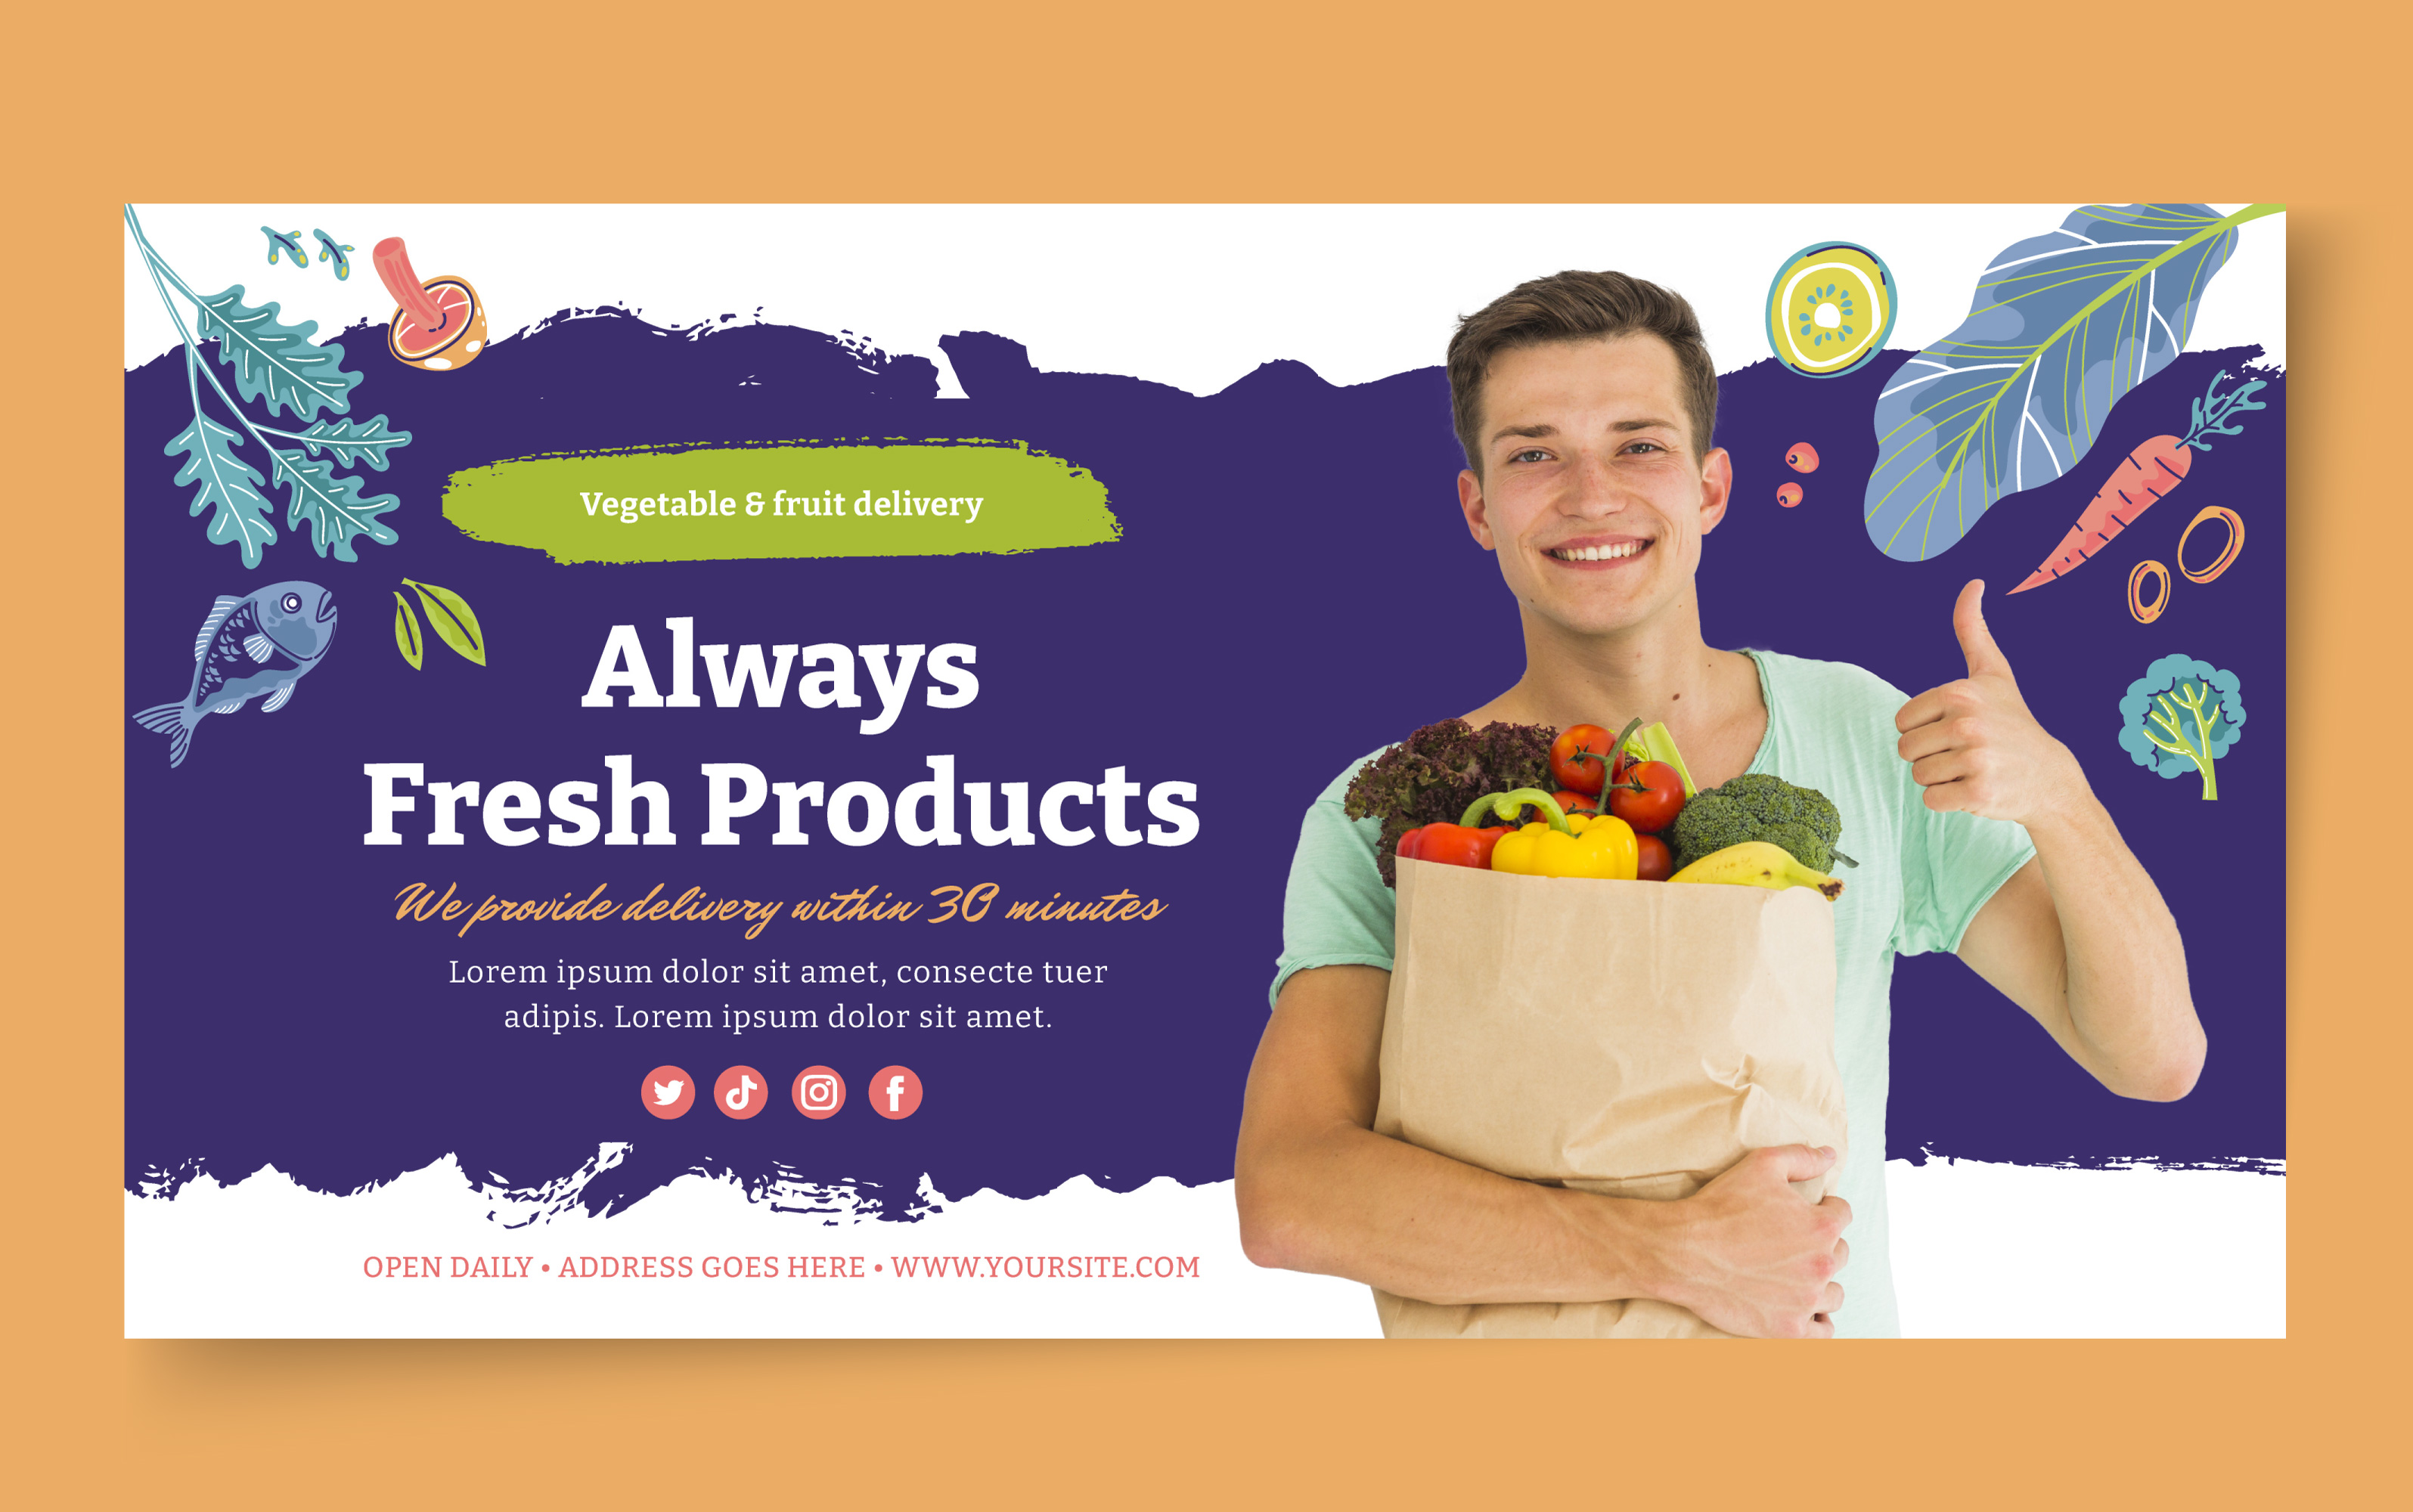 Vegetable & fruit delivery
Always
Fresh Products
We provide delivery within 30 minutes
Lorem ipsum dolor sit amet, consecte tuer
adipis. Lorem ipsum dolor sit amet.
OPEN DAILY • ADDRESS GOES HERE • WWW.YOURSITE.COM